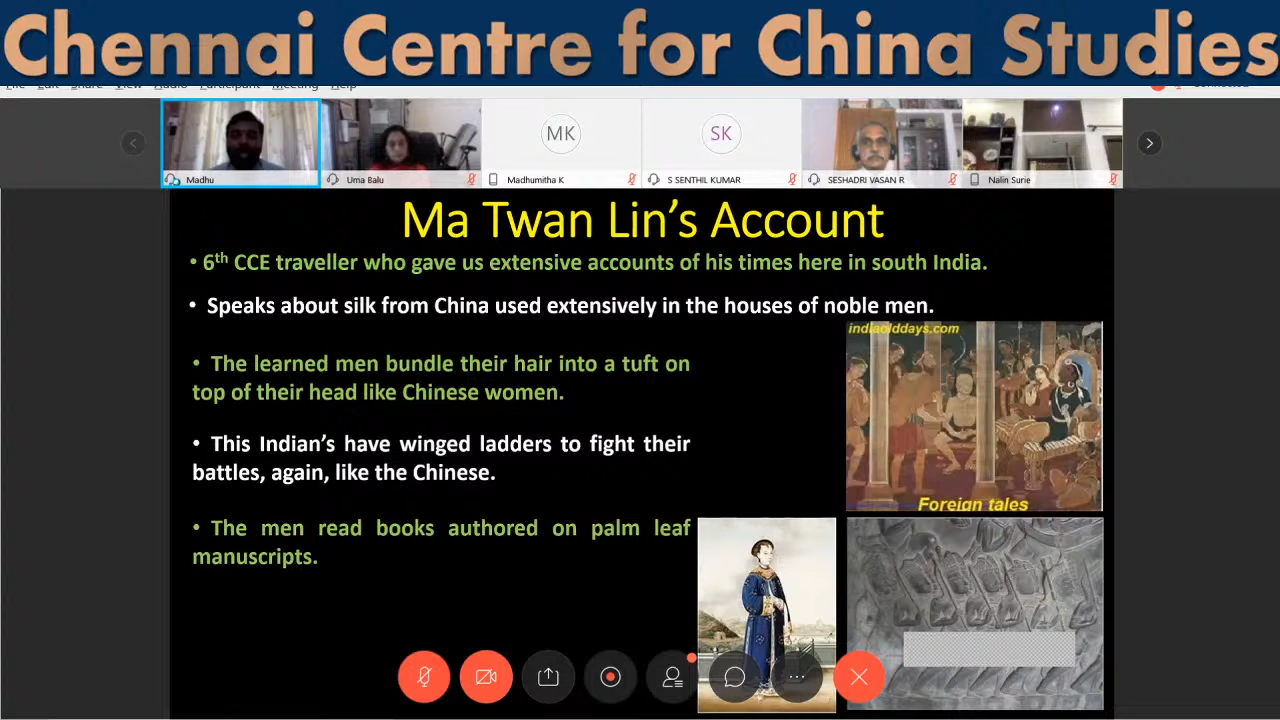 Chennai Centre for China Studies
Madhu
Uma Balu
MK
Madhumitha K
SK
S SENTHIL KUMAR
SESHADRI VASAN R
Nalin Surie
Ma Twan Lin's Account
• 6th CCE traveller who gave us extensive accounts of his times here in south India.
• Speaks about silk from China used extensively in the houses of noble men.
• The learned men bundle their hair into a tuft on
top of their head like Chinese women.
• This Indian's have winged ladders to fight their
battles, again, like the Chinese.
• The men read books authored on palm leaf
manuscripts.
indiaolddays.com
Foreign tales